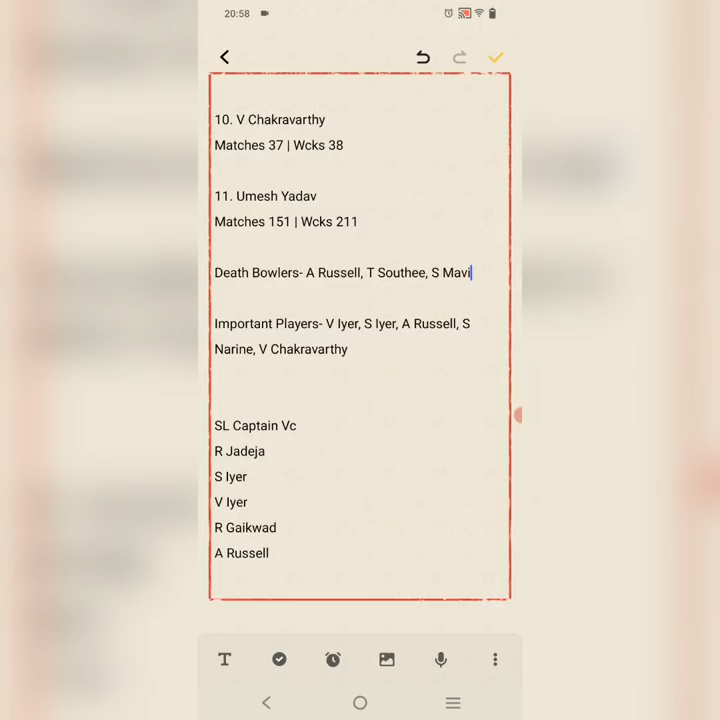 20:58
10. V Chakravarthy
Matches 37 | Wcks 38
11. Umesh Yadav
Matches 151 | Wcks 211
Death Bowlers- A Russell, T Southee, S Mavi
Important Players- V Iyer, S Iyer, A Russell, S
Narine, V Chakravarthy
SL Captain Vc
R Jadeja
S Iyer
V Iyer
R Gaikwad
A Russell
T